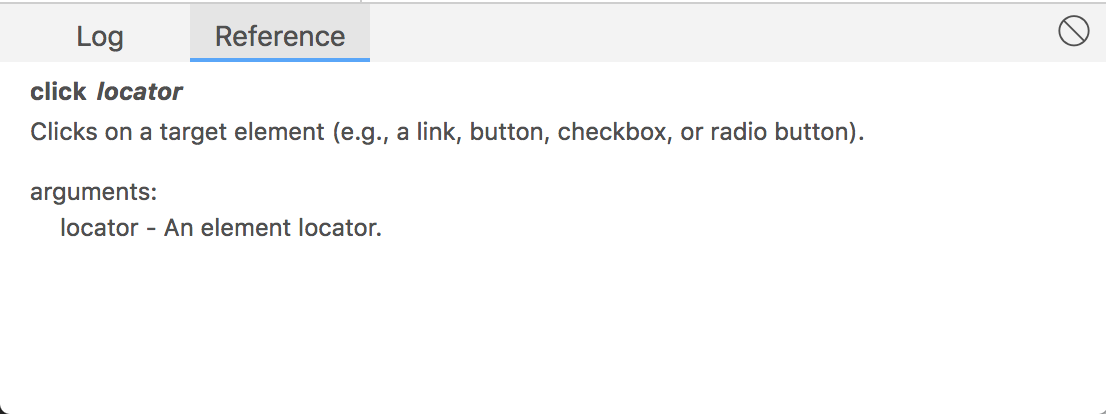 Log Reference
click locator
Clicks on a target element (e.g., a link, button, checkbox, or radio button).
arguments:
locator - An element locator.